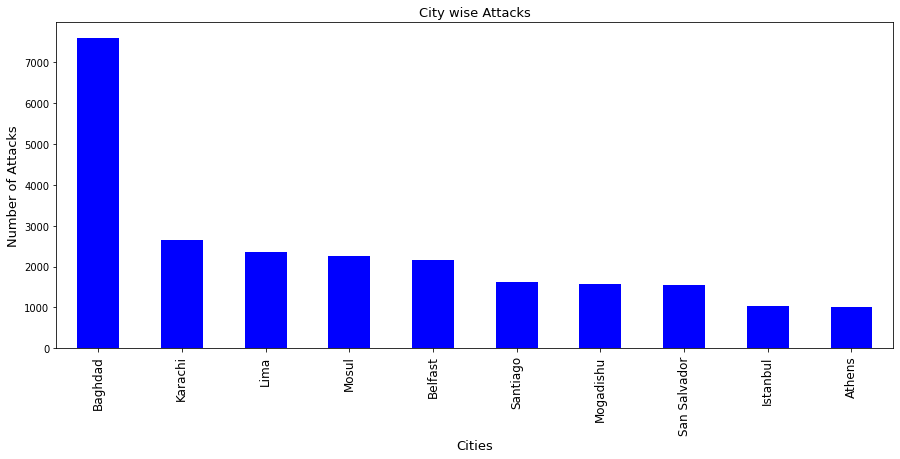 City wise Attacks
Number of Attacks
7000
6000
5000
4000
3000
2000
1000
0
Baghdad
Karachi
Lima
Mosul
Belfast
Santiago
Mogadishu
San Salvador
Istanbul
Athens
Cities